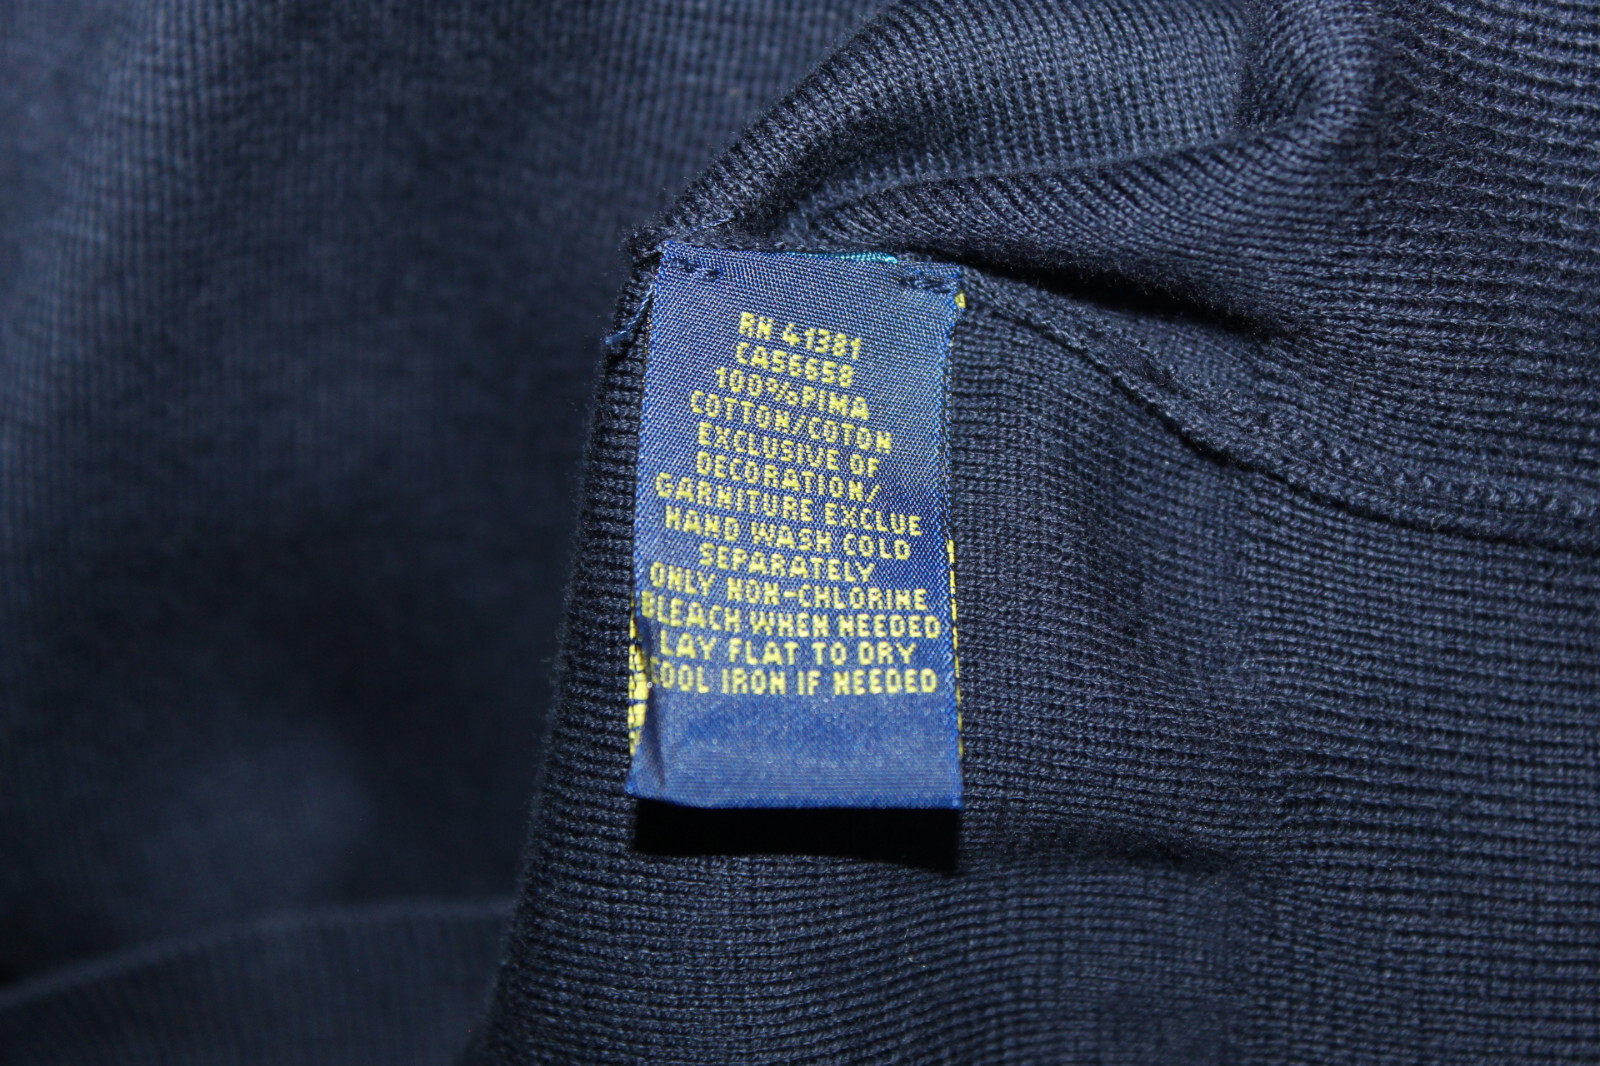 RN 41381
CA56658
100%PIMA
COTTON/COTON
EXCLUSIVE OF
DECORATION/
GARNITURE EXCLUE
HAND WASH COLD
SEPARATELY
ONLY NON-CHLORINE
BLEACH WHEN NEEDED
LAY FLAT TO DRY
COOL IRON IF NEEDED